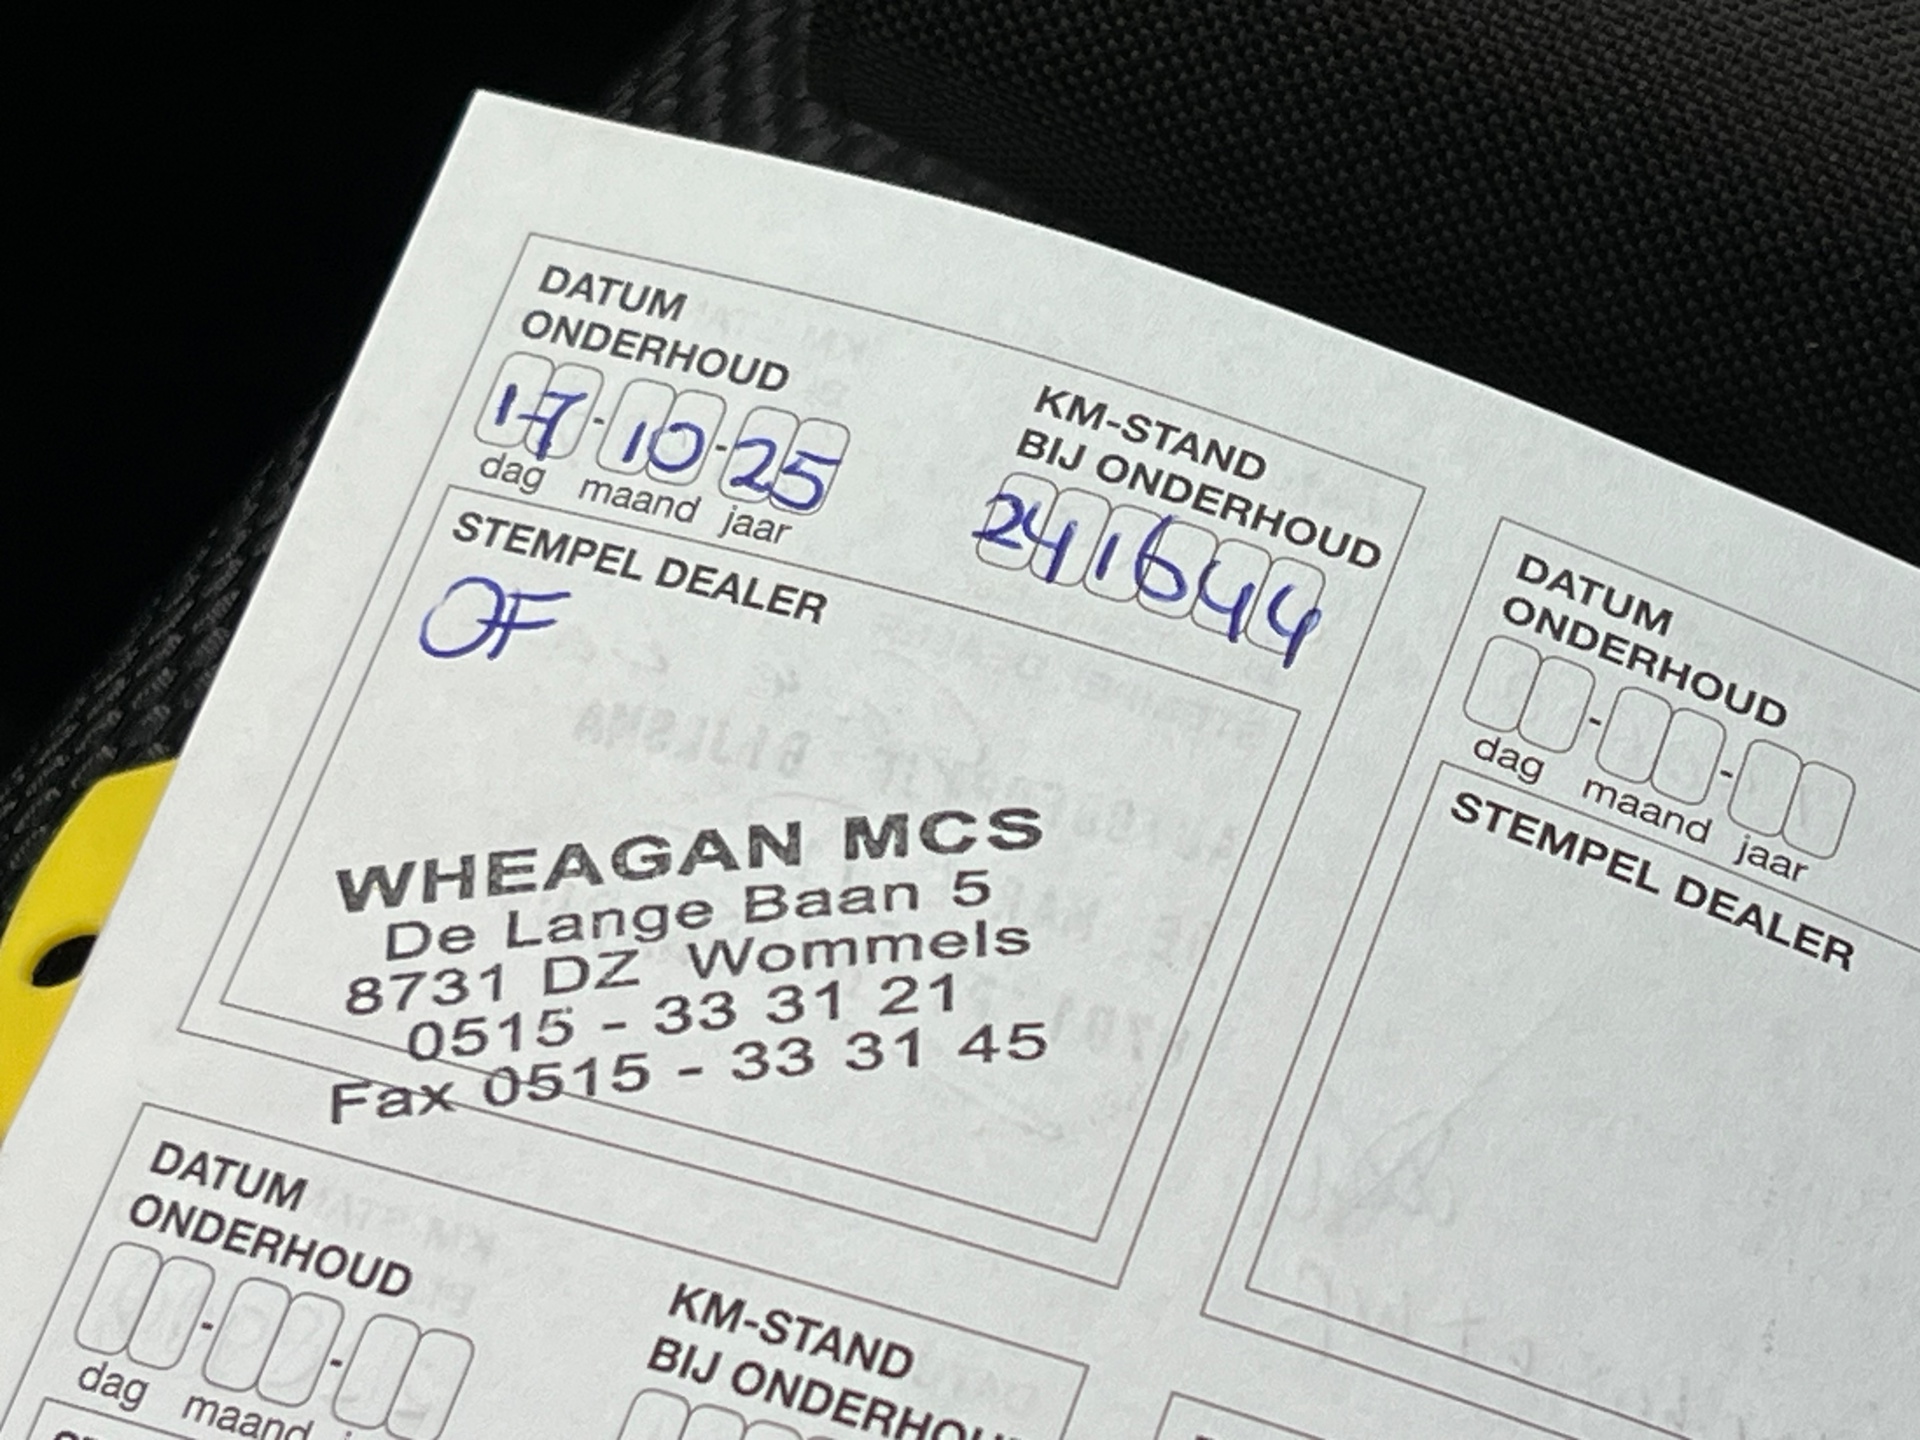 DATUM
ONDERHOUD
17-10-25
dag maand jaar
KM-STAND
BIJ ONDERHOUD
241644
STEMPEL DEALER
OF
WHEAGAN MCS
De Lange Baan 5
8731 DZ Wommels
0515 - 33 31 21
Fax 0515 - 33 31 45
DATUM
ONDERHOUD
- -
dag maand jaar
STEMPEL DEALER
DATUM
ONDERHOUD
- -
dag maand
KM-STAND
BIJ ONDERHOU